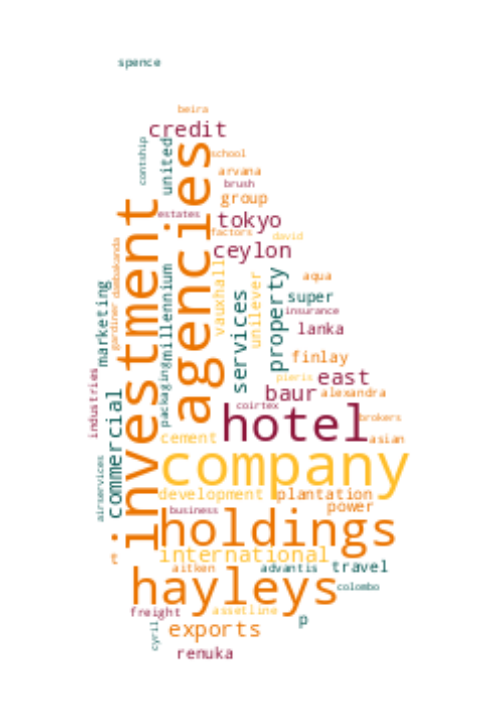 spence
beira
credit
contship
united
agencies
school
arvana
brush
group
estates
tokyo
factors
david
ceylon
investment
dambakanda
gardiner
marketing
millennium
vauxhall
unilever
services
property
aqua
super
insurance
lanka
finlay
pieris
east
baur
alexandra
industries
packaging
coirtex
hotel
brokers
asian
cement
commercial
company
airservices
development
plantation
business
power
holdings
international
rt
aitken
advantis
travel
hayleys
colombo
freight
assetline
p
cyril
exports
renuka